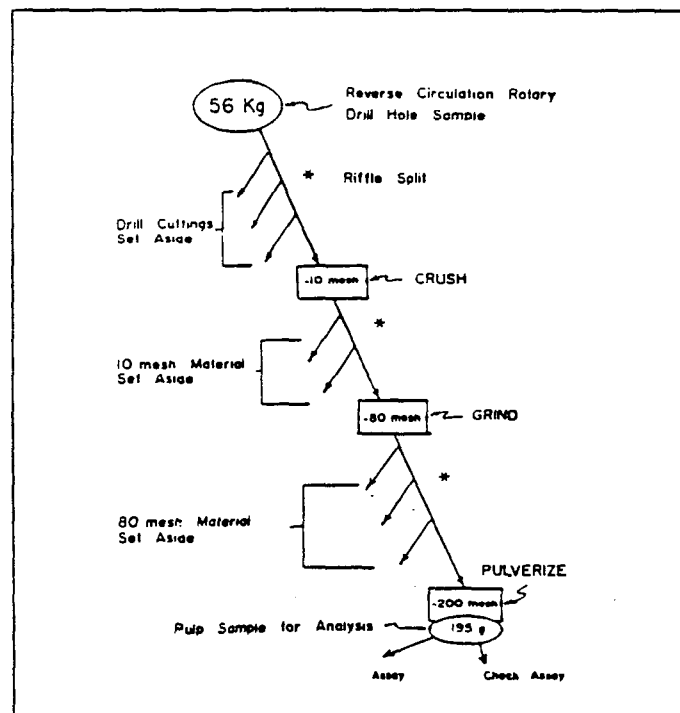 56 Kg
Reverse Circulation Rotary
Drill Hole Sample
* Riffle Split
Drill Cuttings
Set Aside
-10 mesh
CRUSH
*
10 mesh Material
Set Aside
-80 mesh
GRIND
*
80 mesh Material
Set Aside
PULVERIZE
-200 mesh
Pulp Sample for Analysis
195 g
Assay
Check Assay